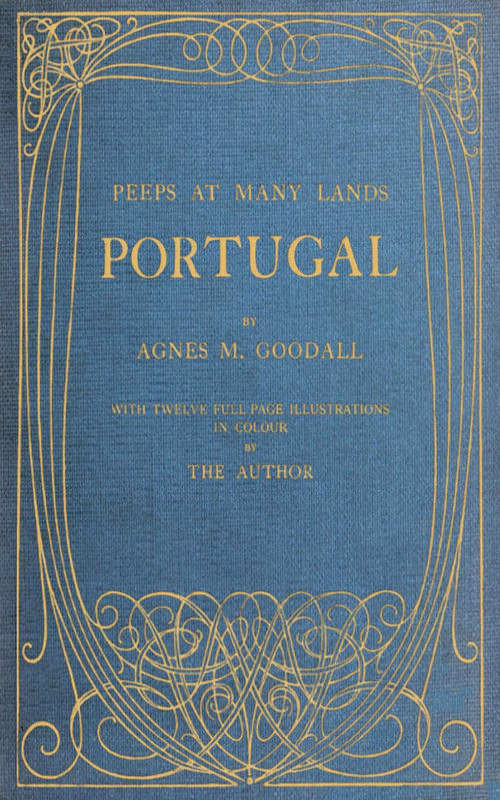 PEEPS AT MANY LANDS
PORTUGAL
BY
AGNES M. GOODALL
WITH TWELVE FULL PAGE ILLUSTRATIONS
IN COLOUR
BY
THE AUTHOR